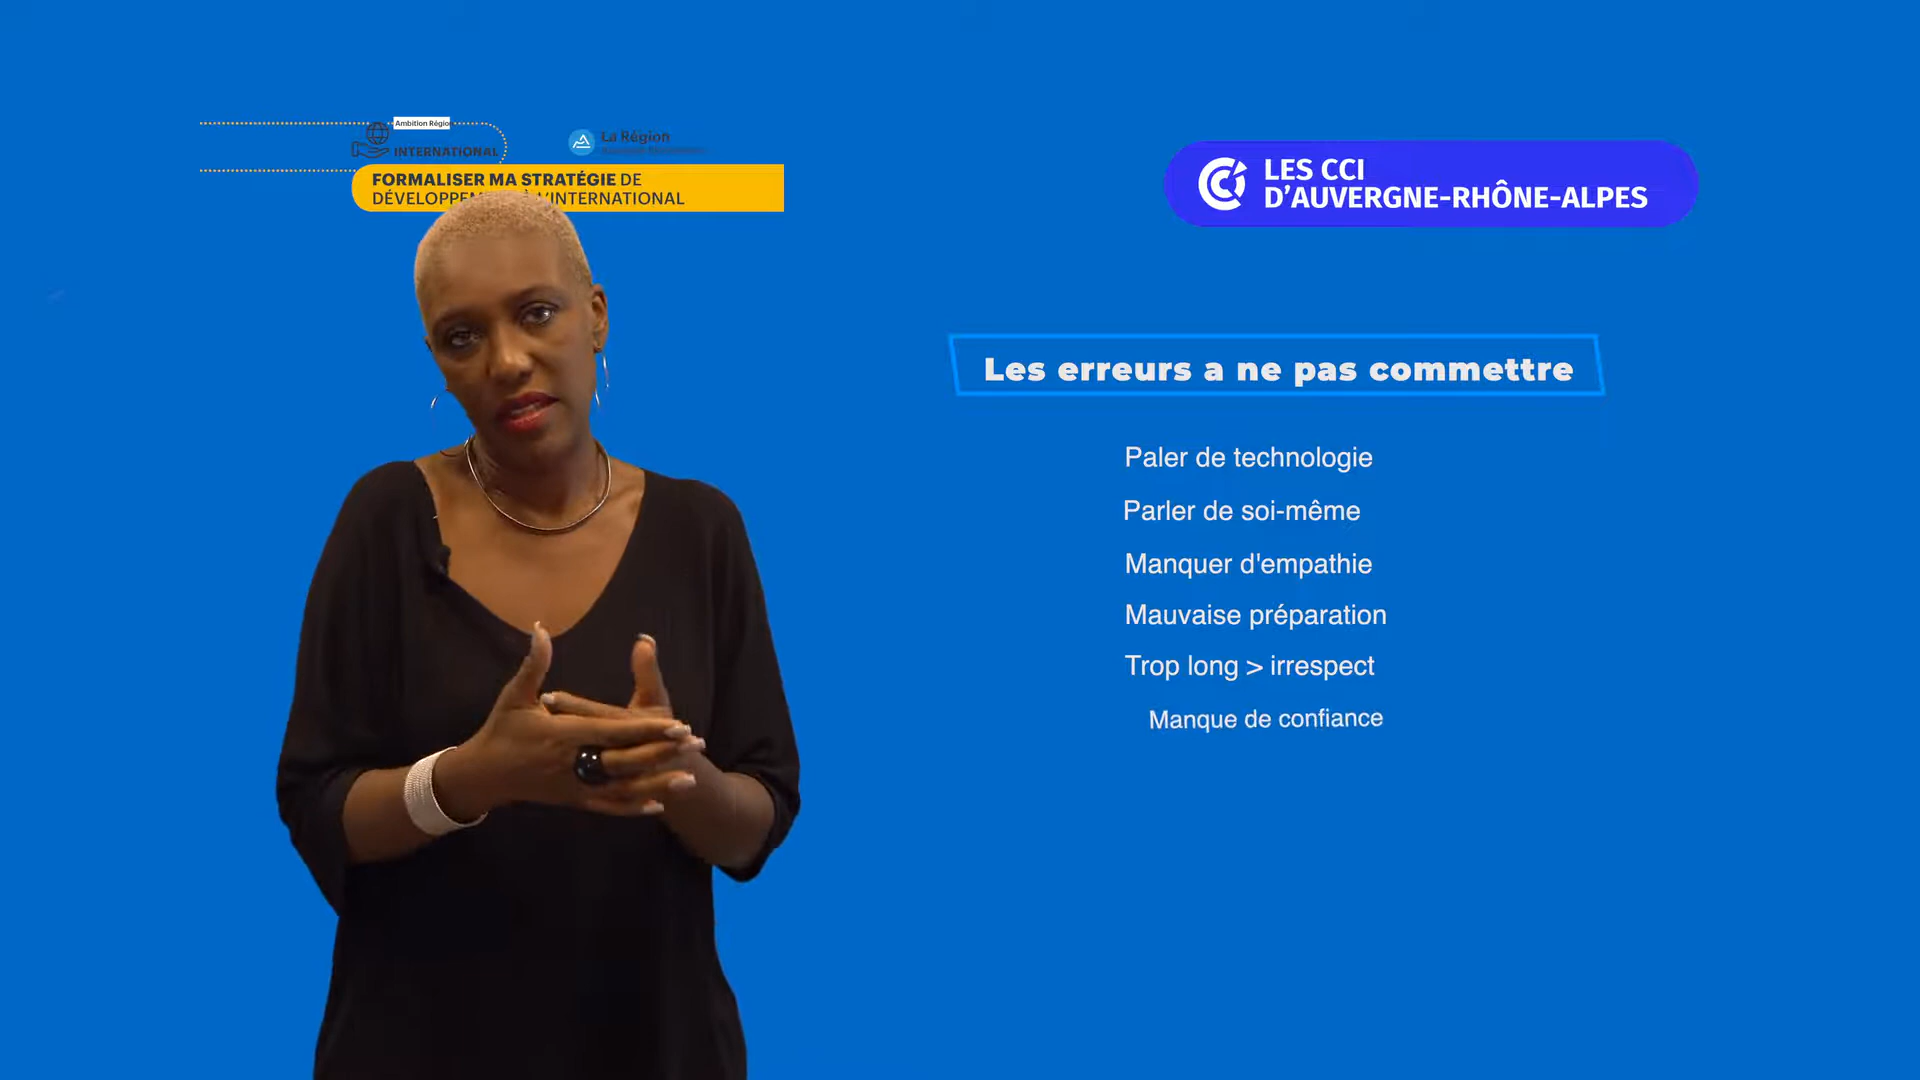 Ambition Régio
INTERNATIONAL
La Région
FORMALISER MA STRATÉGIE DE
L'INTERNATIONAL
LES CCI
D'AUVERGNE-RHÔNE-ALPES
Les erreurs a ne pas commettre
Paler de technologie
Parler de soi-même
Manquer d'empathie
Mauvaise préparation
Trop long > irrespect
Manque de confiance